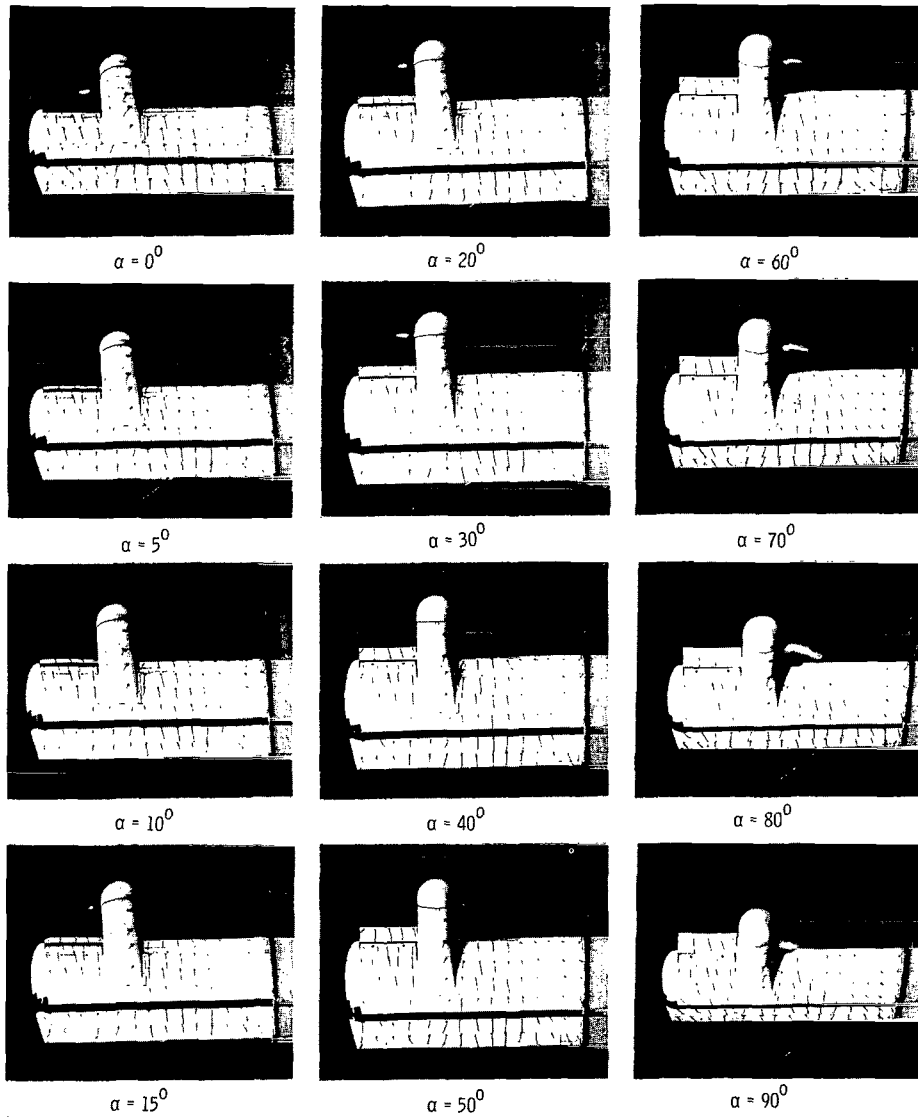 α = 0⁰
α = 20⁰
α = 60⁰
α = 5⁰
α = 30⁰
α = 70⁰
α = 10⁰
α = 40⁰
α = 80⁰
α = 15⁰
α = 50⁰
α = 90⁰